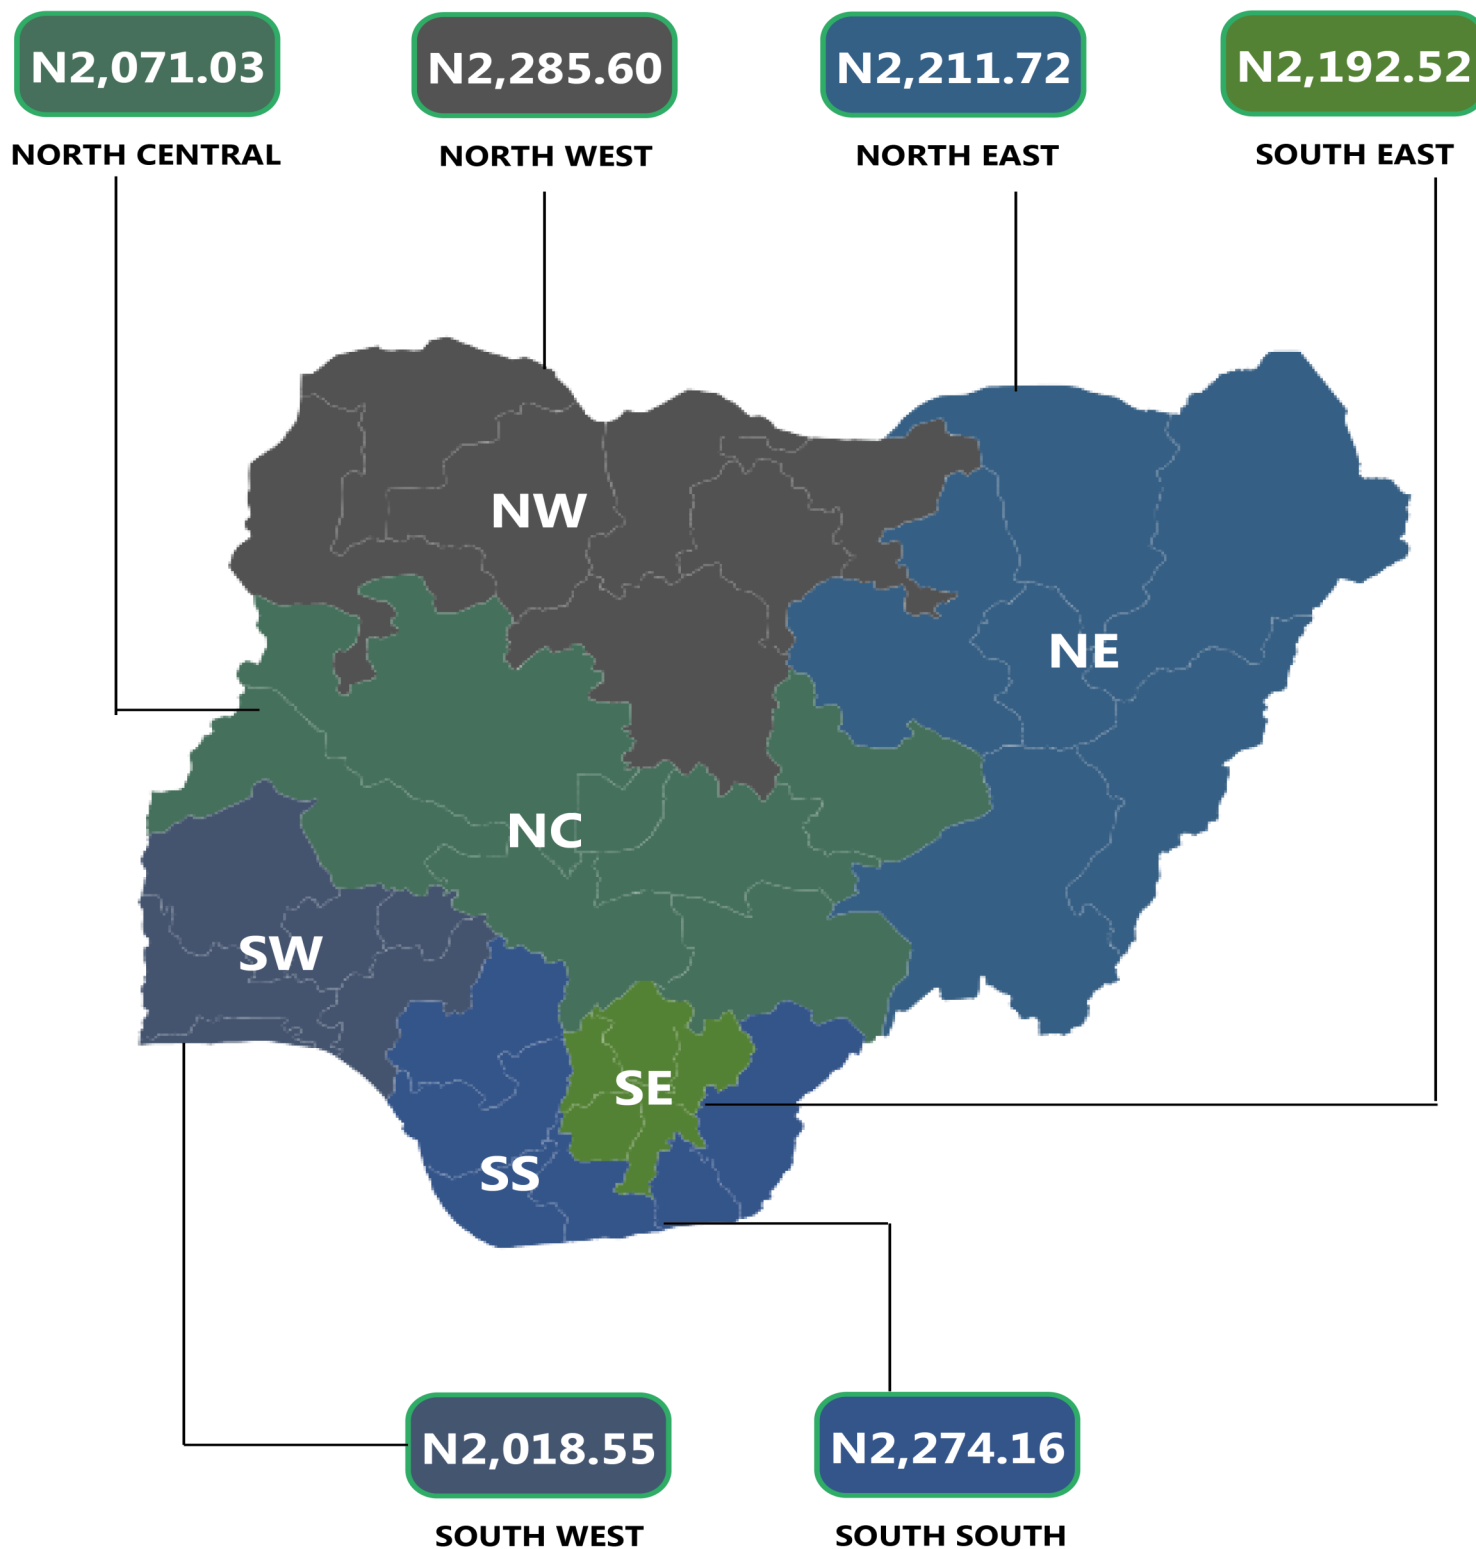 N2,071.03
NORTH CENTRAL
N2,285.60
NORTH WEST
N2,211.72
NORTH EAST
N2,192.52
SOUTH EAST
NW
NE
NC
SW
SE
SS
N2,018.55
SOUTH WEST
N2,274.16
SOUTH SOUTH